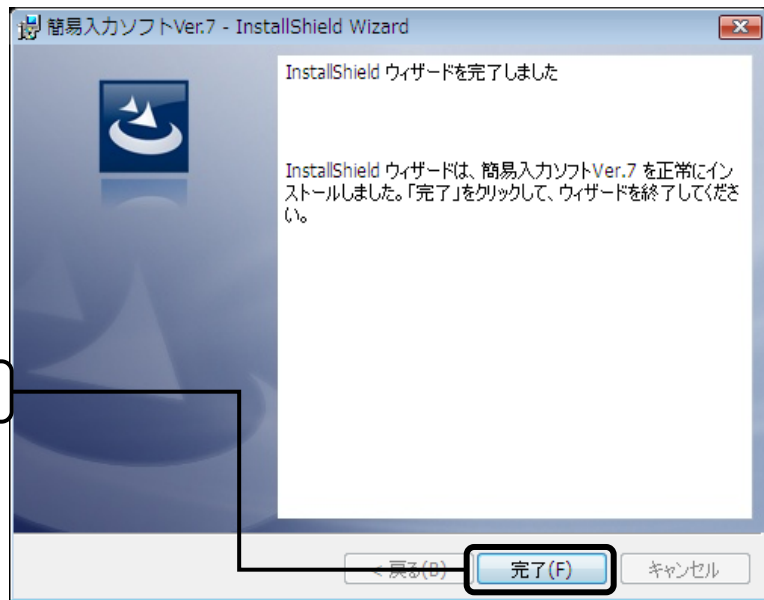 簡易入力ソフトVer.7 - InstallShield Wizard
InstallShield ウィザードを完了しました
InstallShield ウィザードは、簡易入力ソフトVer.7 を正常にイン
ストールしました。「完了」をクリックして、ウィザードを終了してくださ
い。
< 戻る(B) 完了(F) キャンセル